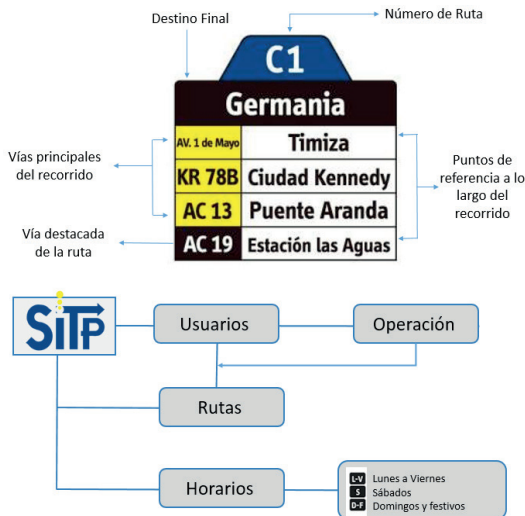 Destino Final
Número de Ruta
C1
Germania
AV. 1 de Mayo Timiza
KR 78B Ciudad Kennedy
AC 13 Puente Aranda
AC 19 Estación las Aguas
Vías principales
del recorrido
Vía destacada
de la ruta
Puntos de
referencia a lo
largo del
recorrido
SiTP
Usuarios
Operación
Rutas
Horarios
L-V Lunes a Viernes
S Sábados
D-F Domingos y festivos